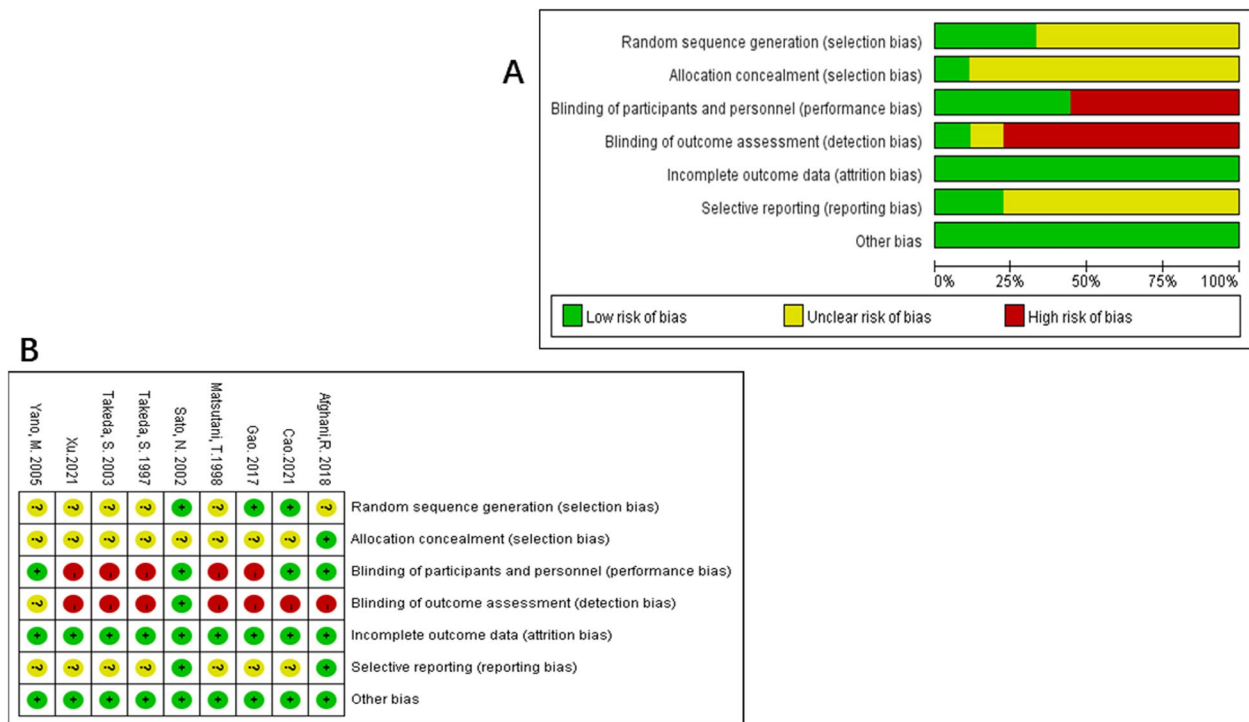 A
Random sequence generation (selection bias)
Allocation concealment (selection bias)
Blinding of participants and personnel (performance bias)
Blinding of outcome assessment (detection bias)
Incomplete outcome data (attrition bias)
Selective reporting (reporting bias)
Other bias
0% 25% 50% 75% 100%
Low risk of bias Unclear risk of bias High risk of bias
B
Yano, M. 2005
Xu.2021
Takeda, S. 2003
Takeda, S. 1997
Sato, N. 2002
Matsutani, T.1998
Gao. 2017
Cao.2021
Afghani,R. 2018
? ? ? ? + ? + + ? Random sequence generation (selection bias)
? ? ? ? ? ? ? ? + Allocation concealment (selection bias)
+ - - - + - - + + Blinding of participants and personnel (performance bias)
? - - - + - - - - Blinding of outcome assessment (detection bias)
+ + + + + + + + + Incomplete outcome data (attrition bias)
? ? ? ? + ? ? ? + Selective reporting (reporting bias)
+ + + + + + + + + Other bias